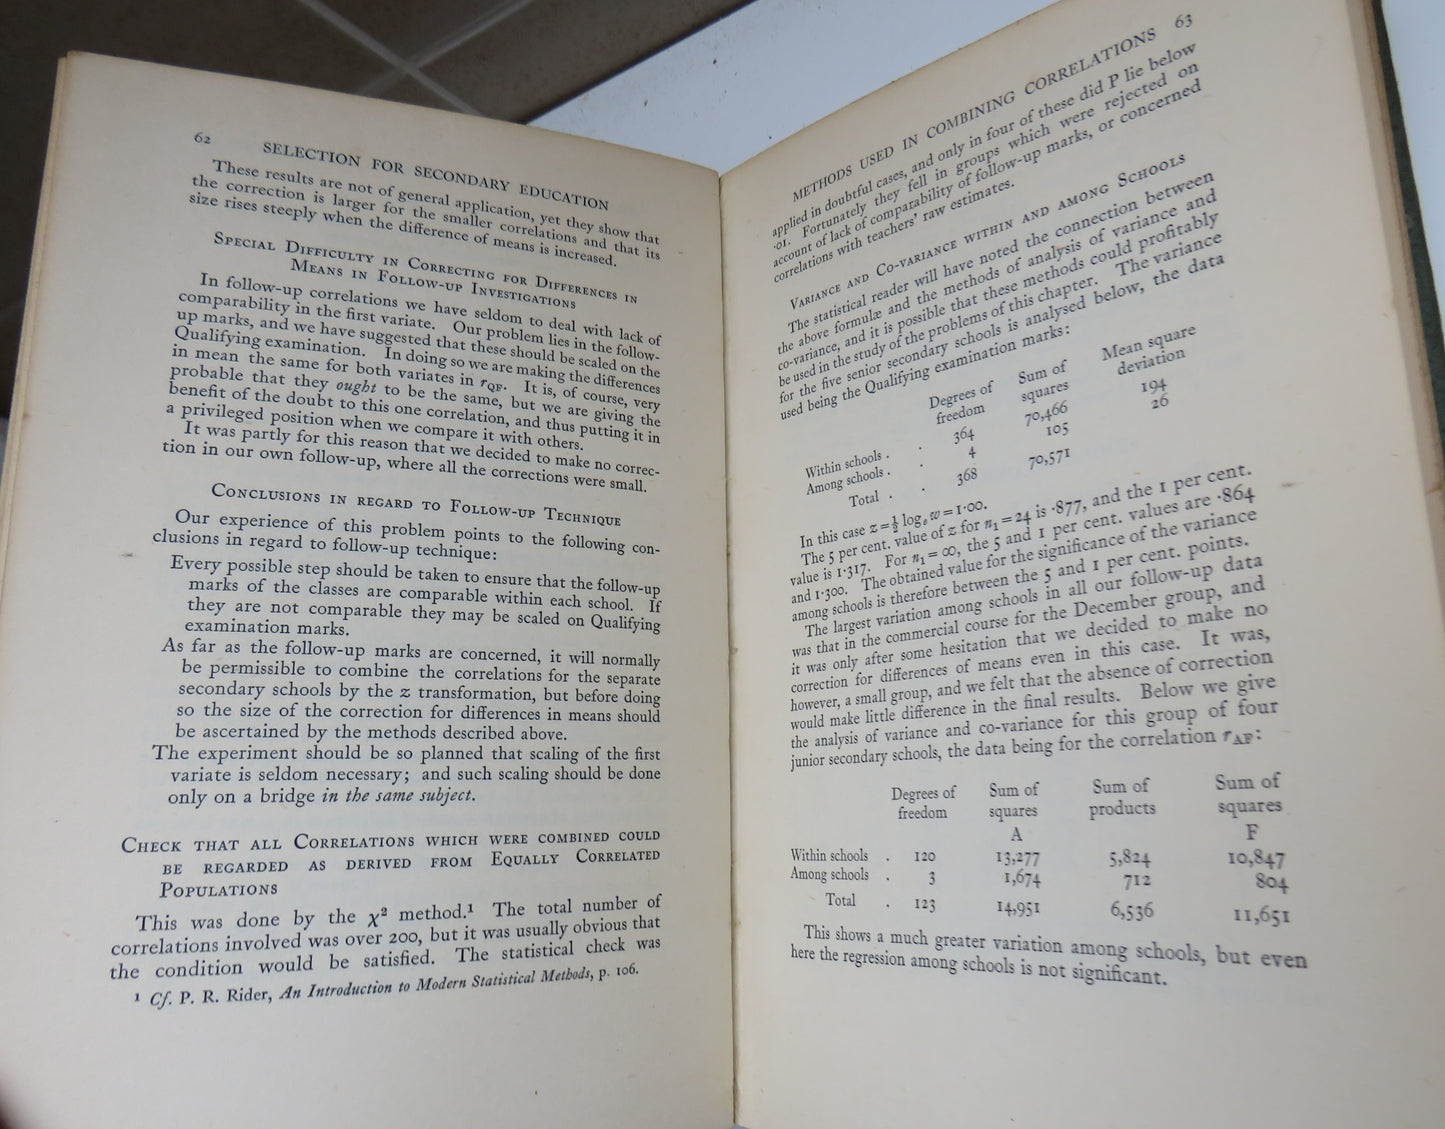 62
SELECTION FOR SECONDARY EDUCATION
These results are not of general application, yet they show that
the correction is larger for the smaller correlations and that its
size rises steeply when the difference of means is increased.
SPECIAL DIFFICULTY IN CORRECTING FOR DIFFERENCES IN
MEANS IN FOLLOW-UP INVESTIGATIONS
In follow-up correlations we have seldom to deal with lack of
comparability in the first variate. Our problem lies in the follow-
up marks, and we have suggested that these should be scaled on the
Qualifying examination. In doing so we are making the differences
in mean the same for both variates in rQF. It is, of course, very
probable that they ought to be the same, but we are giving the
benefit of the doubt to this one correlation, and thus putting it in
a privileged position when we compare it with others.
It was partly for this reason that we decided to make no correc-
tion in our own follow-up, where all the corrections were small.
CONCLUSIONS IN REGARD TO FOLLOW-UP TECHNIQUE
Our experience of this problem points to the following con-
clusions in regard to follow-up technique:
Every possible step should be taken to ensure that the follow-up
marks of the classes are comparable within each school. If
they are not comparable they may be scaled on Qualifying
examination marks.
As far as the follow-up marks are concerned, it will normally
be permissible to combine the correlations for the separate
secondary schools by the z transformation, but before doing
so the size of the correction for differences in means should
be ascertained by the methods described above.
The experiment should be so planned that scaling of the first
variate is seldom necessary; and such scaling should be done
only on a bridge in the same subject.
CHECK THAT ALL CORRELATIONS WHICH WERE COMBINED COULD
BE REGARDED AS DERIVED FROM EQUALLY CORRELATED
POPULATIONS
This was done by the χ² method.¹ The total number of
correlations involved was over 200, but it was usually obvious that
the condition would be satisfied. The statistical check was
¹ Cf. P. R. Rider, An Introduction to Modern Statistical Methods, p. 106.
METHODS USED IN COMBINING CORRELATIONS 63
applied in doubtful cases, and only in four of these did P lie below
·01. Fortunately they fell in groups which were rejected on
account of lack of comparability of follow-up marks, or concerned
correlations with teachers' raw estimates.
VARIANCE AND CO-VARIANCE WITHIN AND AMONG SCHOOLS
The statistical reader will have noted the connection between
the above formulæ and the methods of analysis of variance and
co-variance, and it is possible that these methods could profitably
be used in the study of the problems of this chapter. The variance
for the five senior secondary schools is analysed below, the data
used being the Qualifying examination marks:
Degrees of freedom Sum of squares Mean square deviation
Within schools . . 364 70,466 194
Among schools . . 4 105 26
Total . . 368 70,571
In this case z = ½ logₑ w = 1·00.
The 5 per cent. value of z for n₁ = 24 is ·877, and the 1 per cent.
value is 1·317. For n₁ = ∞, the 5 and 1 per cent. values are ·864
and 1·300. The obtained value for the significance of the variance
among schools is therefore between the 5 and 1 per cent. points.
The largest variation among schools in all our follow-up data
was that in the commercial course for the December group, and
it was only after some hesitation that we decided to make no
correction for differences of means even in this case. It was,
however, a small group, and we felt that the absence of correction
would make little difference in the final results. Below we give
the analysis of variance and co-variance for this group of four
junior secondary schools, the data being for the correlation rAF:
Degrees of freedom Sum of squares A Sum of products Sum of squares F
Within schools . 120 13,277 5,824 10,847
Among schools . 3 1,674 712 804
Total . 123 14,951 6,536 11,651
This shows a much greater variation among schools, but even
here the regression among schools is not significant.